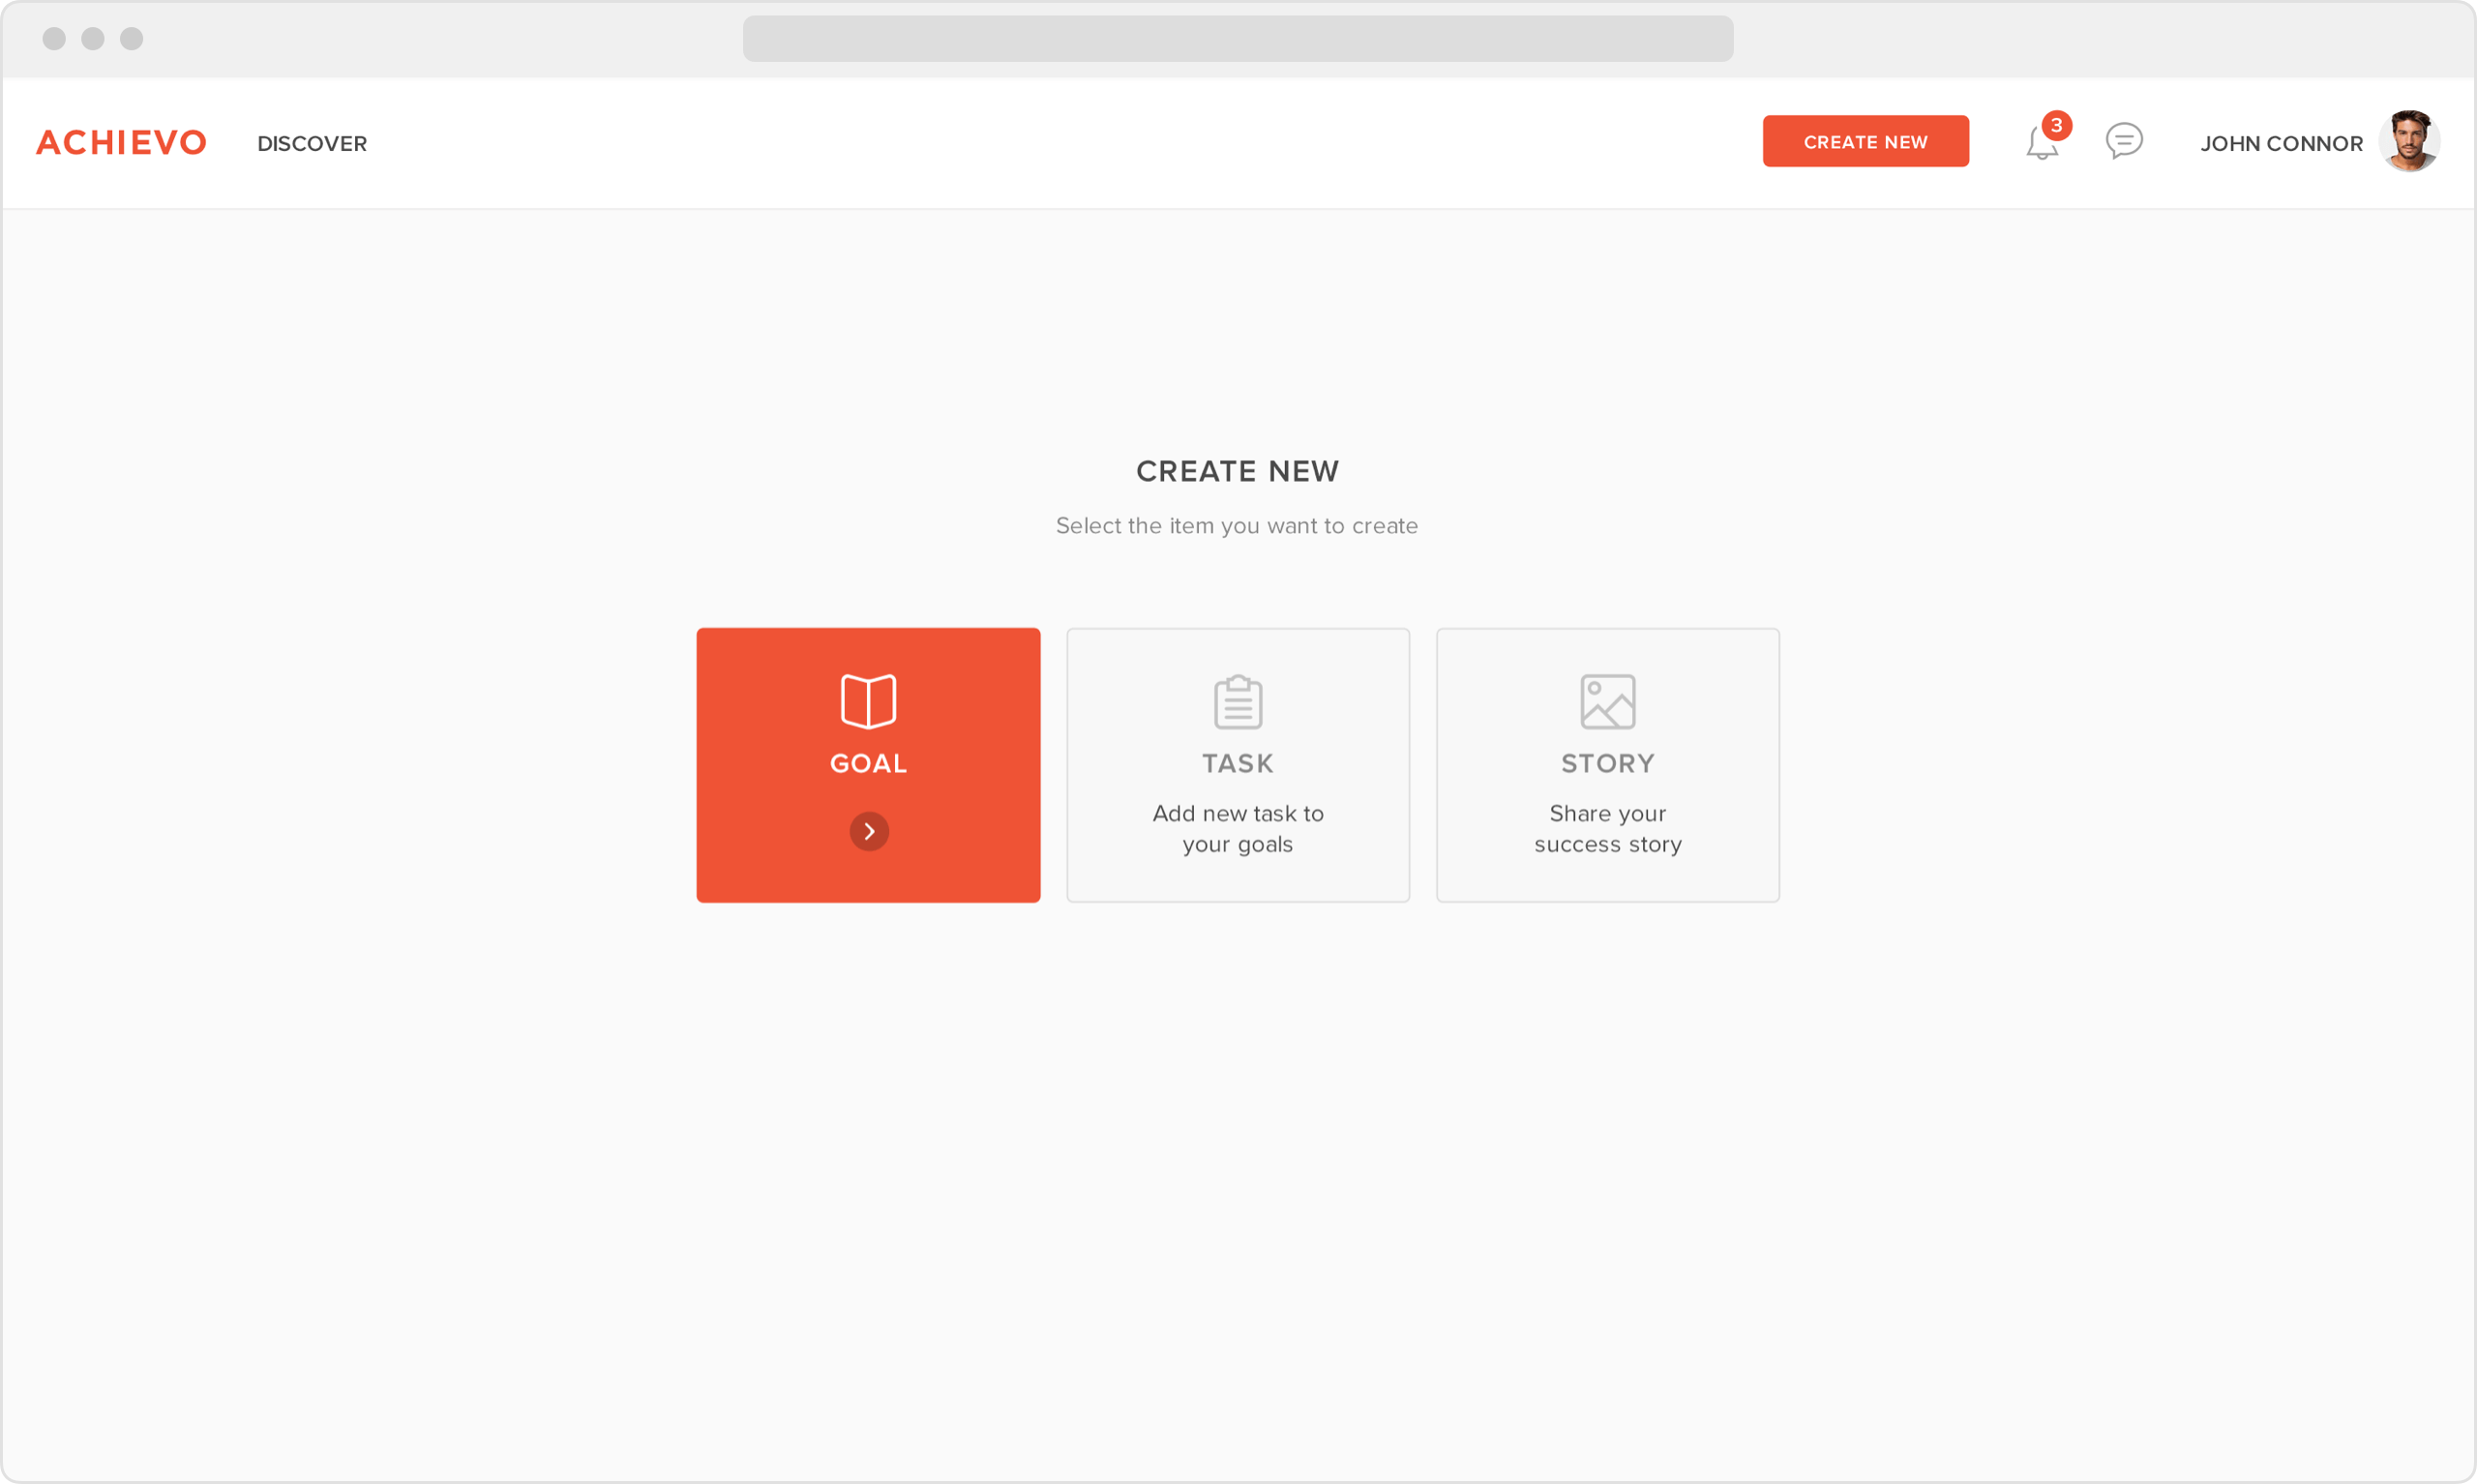 ACHIEVO
DISCOVER
CREATE NEW
3
JOHN CONNOR
CREATE NEW
Select the item you want to create
GOAL
TASK
Add new task to
your goals
STORY
Share your
success story